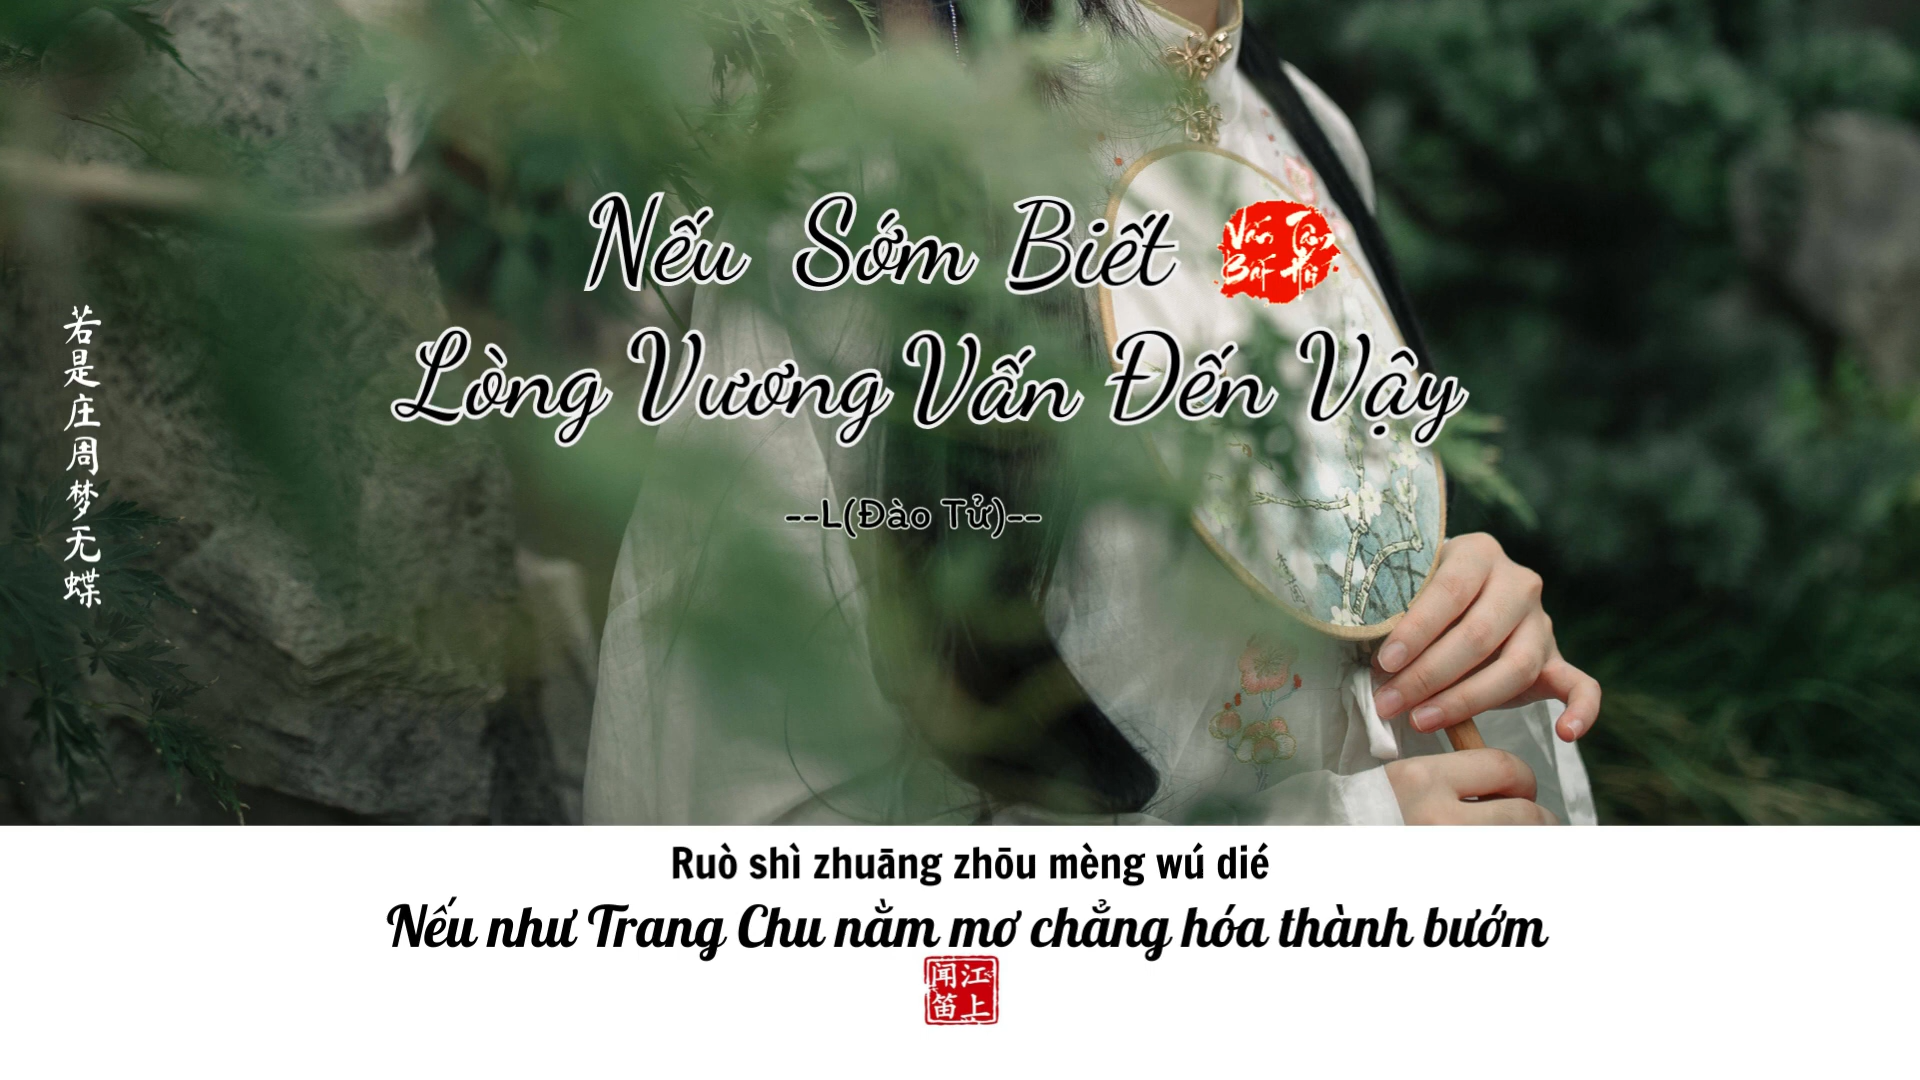 Nếu Sớm Biết
Lòng Vương Vấn Đến Vậy
--L(Đào Tử)--
若是庄周梦无蝶
Ruò shì zhuāng zhōu mèng wú dié
Nếu như Trang Chu nằm mơ chẳng hóa thành bướm
江上
闻笛